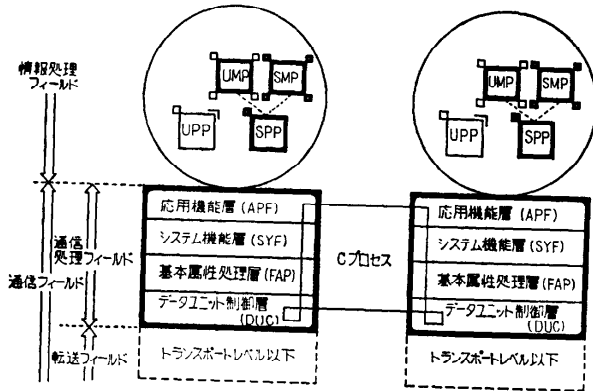 情報処理
フィールド
UMP
SMP
UPP
SPP
UMP
SMP
UPP
SPP
通信フィールド
通信
処理フィールド
転送フィールド
応用機能層(APF)
システム機能層(SYF)
基本属性処理層(FAP)
データユニット制御層
(DUC)
トランスポートレベル以下
Cプロセス
応用機能層(APF)
システム機能層(SYF)
基本属性処理層(FAP)
データユニット制御層
(DUC)
トランスポートレベル以下